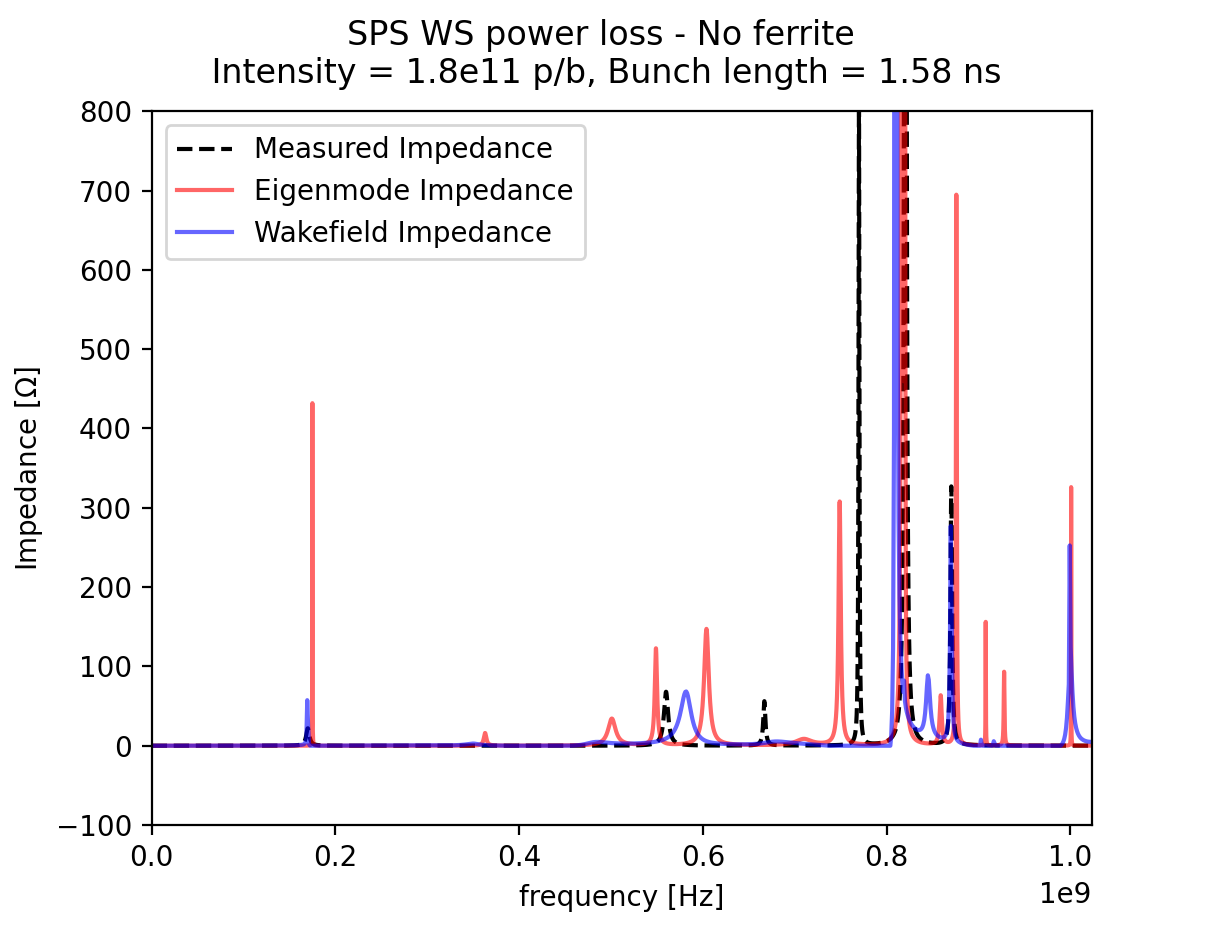 SPS WS power loss - No ferrite
Intensity = 1.8e11 p/b, Bunch length = 1.58 ns
800
700
600
500
400
300
200
100
0
−100
Impedance [Ω]
Measured Impedance
Eigenmode Impedance
Wakefield Impedance
0.0 0.2 0.4 0.6 0.8 1.0
1e9
frequency [Hz]